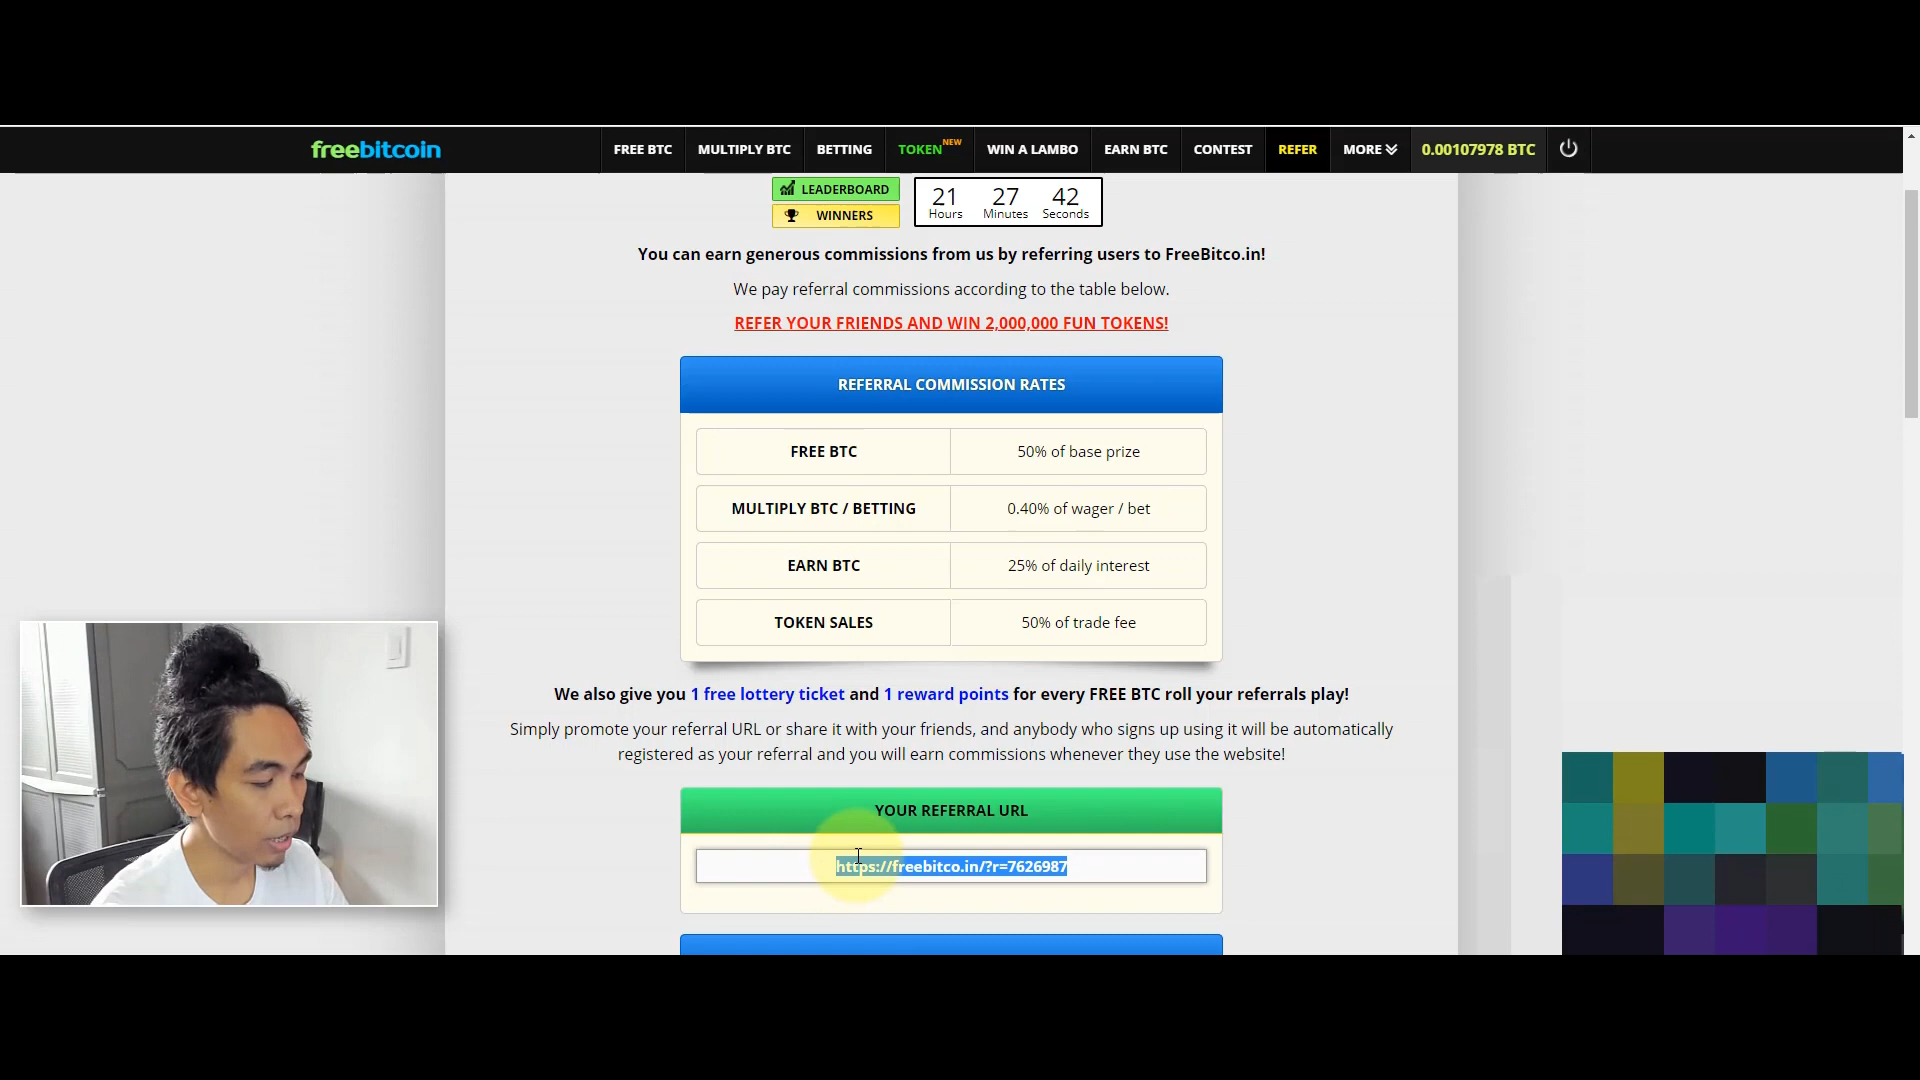 freebitcoin
FREE BTC
MULTIPLY BTC
BETTING
TOKEN NEW
WIN A LAMBO
EARN BTC
CONTEST
REFER
MORE
0.00107978 BTC
LEADERBOARD
WINNERS
21 27 42
Hours Minutes Seconds
You can earn generous commissions from us by referring users to FreeBitco.in!
We pay referral commissions according to the table below.
REFER YOUR FRIENDS AND WIN 2,000,000 FUN TOKENS!
REFERRAL COMMISSION RATES
FREE BTC 50% of base prize
MULTIPLY BTC / BETTING 0.40% of wager / bet
EARN BTC 25% of daily interest
TOKEN SALES 50% of trade fee
We also give you 1 free lottery ticket and 1 reward points for every FREE BTC roll your referrals play!
Simply promote your referral URL or share it with your friends, and anybody who signs up using it will be automatically
registered as your referral and you will earn commissions whenever they use the website!
YOUR REFERRAL URL
https://freebitco.in/?r=7626987